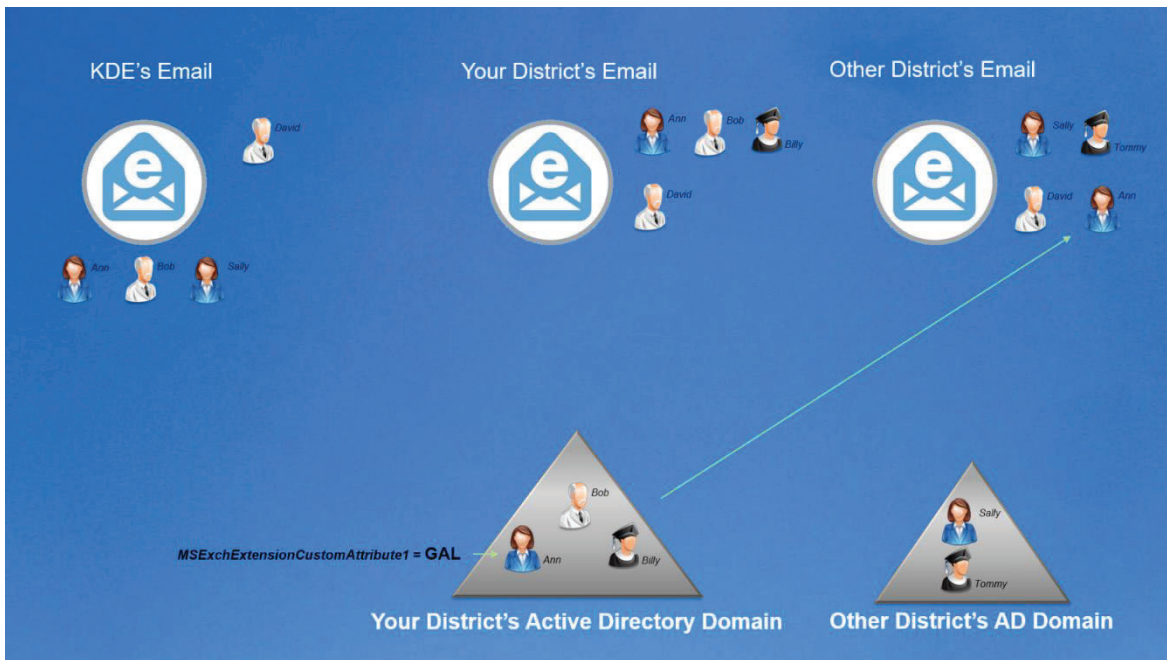 KDE's Email
Your District's Email
Other District's Email
David
Ann
Bob
Billy
Sally
Tommy
e
e
e
David
David
Ann
Ann
Bob
Sally
Bob
Sally
MSExchExtensionCustomAttribute1 = GAL
Ann
Billy
Tommy
Your District's Active Directory Domain
Other District's AD Domain